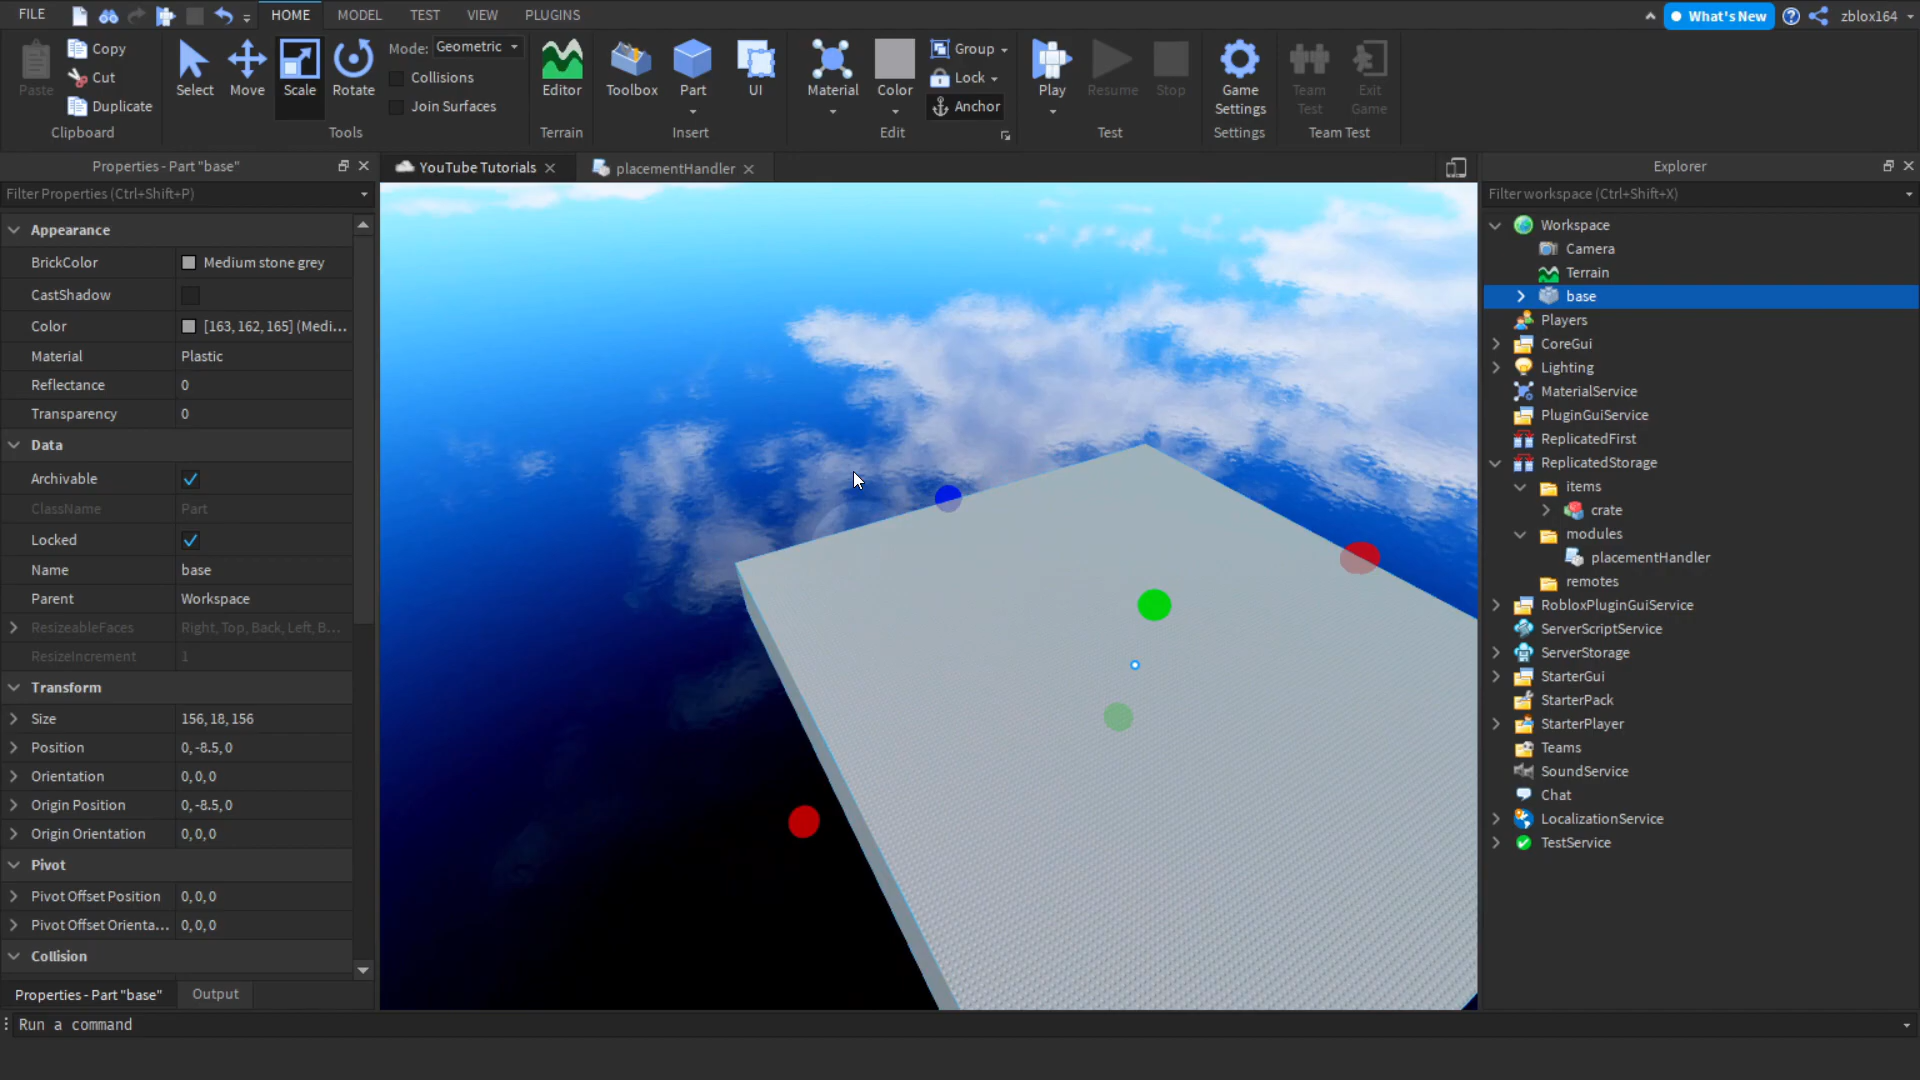 FILE HOME MODEL TEST VIEW PLUGINS What's New zblox164
Paste Copy Cut Duplicate Clipboard
Select Move Scale Rotate Mode: Geometric Collisions Join Surfaces Tools
Editor Terrain
Toolbox Part UI Insert
Material Color Group Lock Anchor Edit
Play Resume Stop Test
Game Settings Settings
Team Test Exit Game Team Test
Properties - Part "base"
YouTube Tutorials placementHandler
Explorer
Filter Properties (Ctrl+Shift+P)
Filter workspace (Ctrl+Shift+X)
Appearance
BrickColor Medium stone grey
CastShadow
Color [163, 162, 165] (Medi...
Material Plastic
Reflectance 0
Transparency 0
Data
Archivable
ClassName Part
Locked
Name base
Parent Workspace
ResizeableFaces Right, Top, Back, Left, B...
ResizeIncrement 1
Transform
Size 156, 18, 156
Position 0, -8.5, 0
Orientation 0, 0, 0
Origin Position 0, -8.5, 0
Origin Orientation 0, 0, 0
Pivot
Pivot Offset Position 0, 0, 0
Pivot Offset Orienta... 0, 0, 0
Collision
Properties - Part "base" Output
Run a command
Workspace
Camera
Terrain
base
Players
CoreGui
Lighting
MaterialService
PluginGuiService
ReplicatedFirst
ReplicatedStorage
items
crate
modules
placementHandler
remotes
RobloxPluginGuiService
ServerScriptService
ServerStorage
StarterGui
StarterPack
StarterPlayer
Teams
SoundService
Chat
LocalizationService
TestService